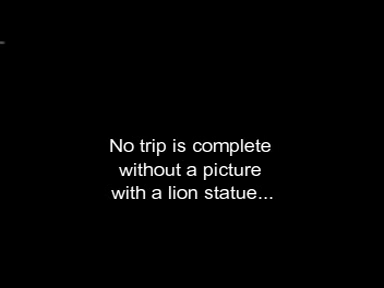 No trip is complete
without a picture
with a lion statue...